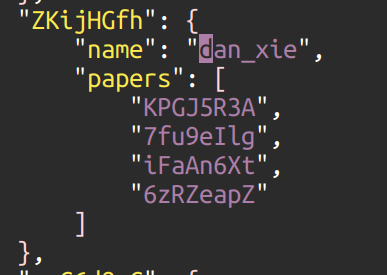 "ZKijHGfh": {
"name": "dan_xie",
"papers": [
"KPGJ5R3A",
"7fu9eIlg",
"iFaAn6Xt",
"6zRZeapZ"
]
},